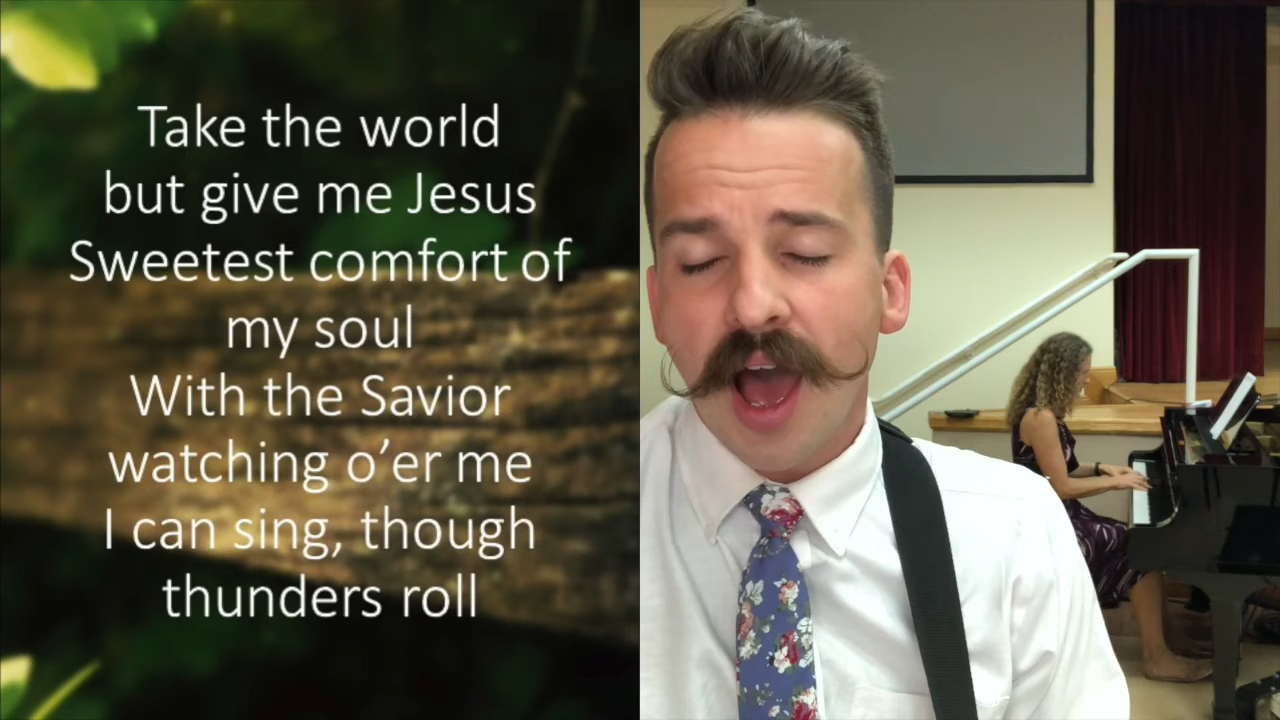 Take the world
but give me Jesus
Sweetest comfort of
my soul
With the Savior
watching o’er me
I can sing, though
thunders roll